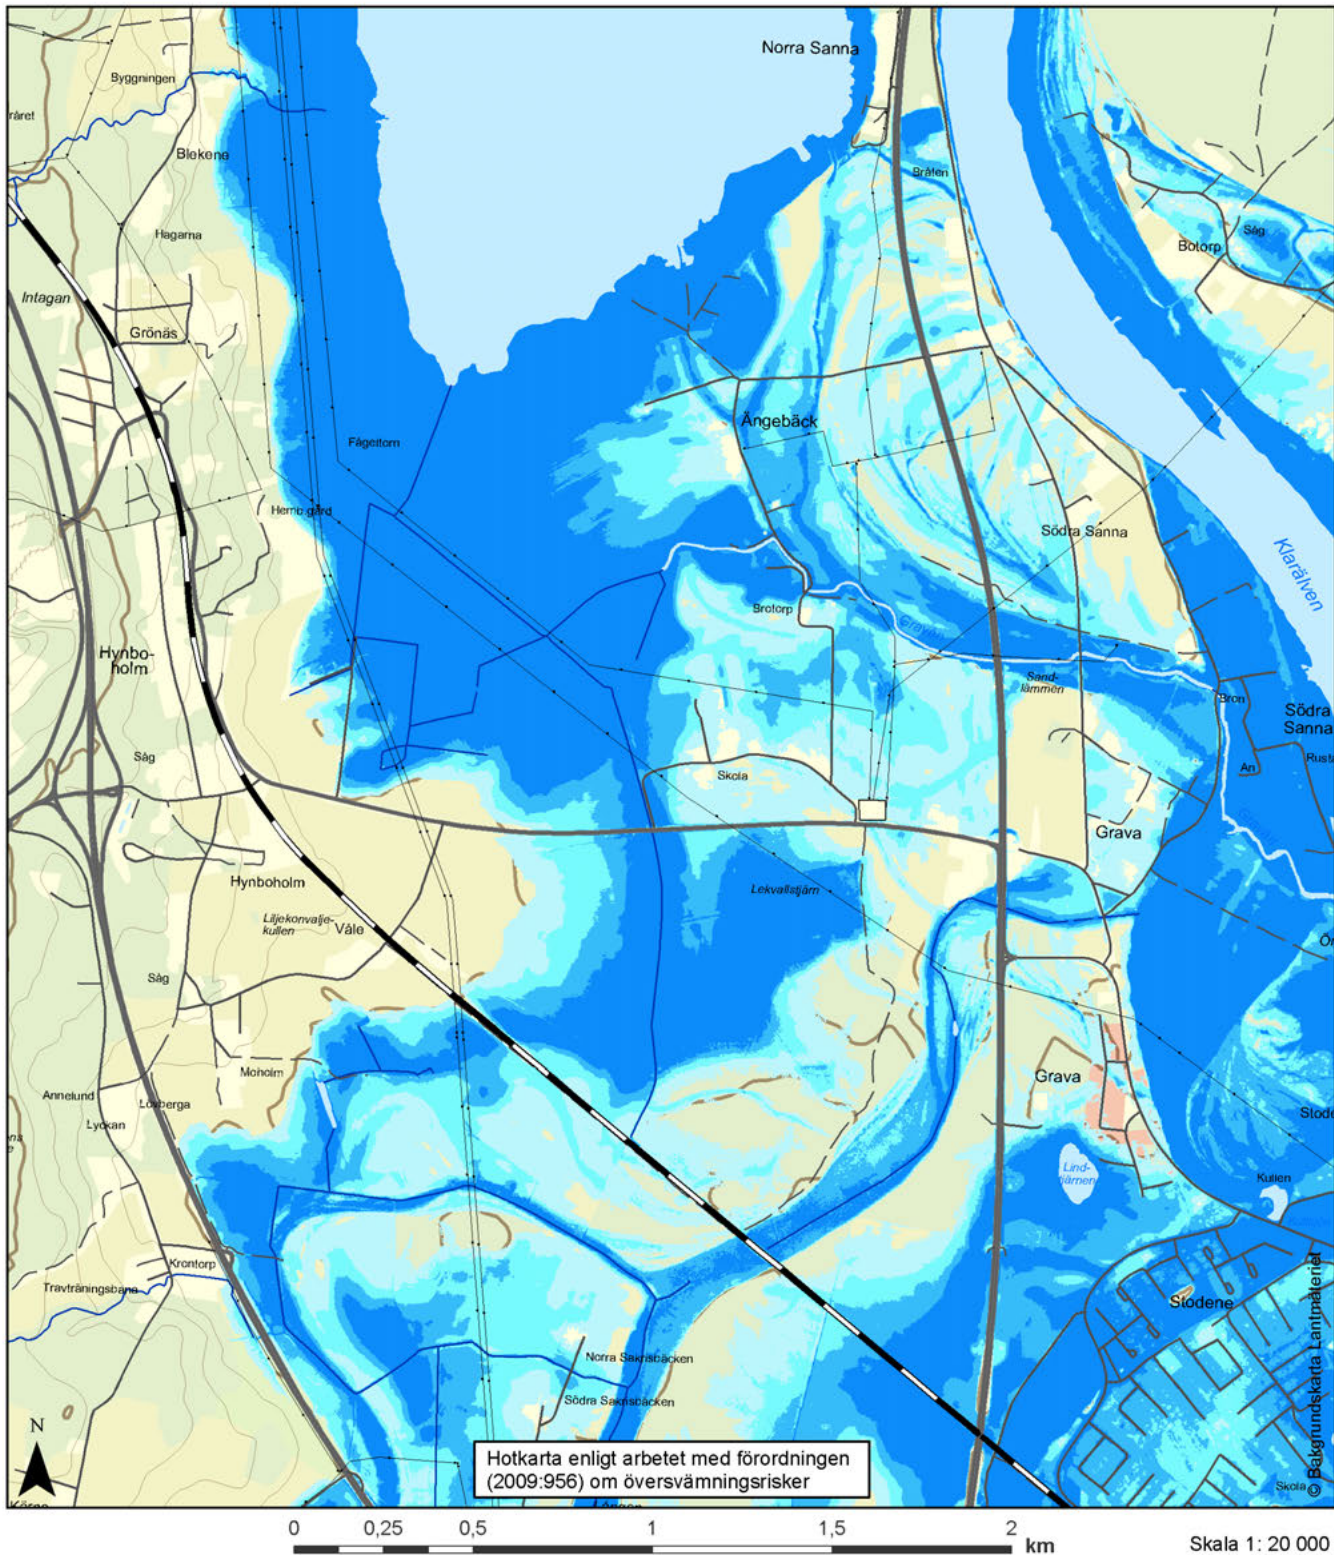 Norra Sanna
Byggningen
råret
Blekene
Bråten
Hagarna
Botorp
Såg
Intagan
Grönäs
Ängebäck
Fågeltorn
Hemb gård
Södra Sanna
Klarälven
Brotorp
Gravån
Hynbo-
holm
Sand-
lämmen
Bron
Södra
Sanna
Såg
An
Skola
Grava
Hynboholm
Lekvallstjärn
Liljekonvalje-
kullen
Våle
Såg
Moholm
Grava
Annelund
Lövberga
Lyckan
Lind-
tjärnen
Kullen
Krontorp
Travträningsbana
Stodene
Norra Sakrisbäcken
Södra Sakrisbäcken
N
Skola
© Bakgrundskarta Lantmäteriet
Hotkarta enligt arbetet med förordningen
(2009:956) om översvämningsrisker
0 0,25 0,5 1 1,5 2 km
Skala 1: 20 000